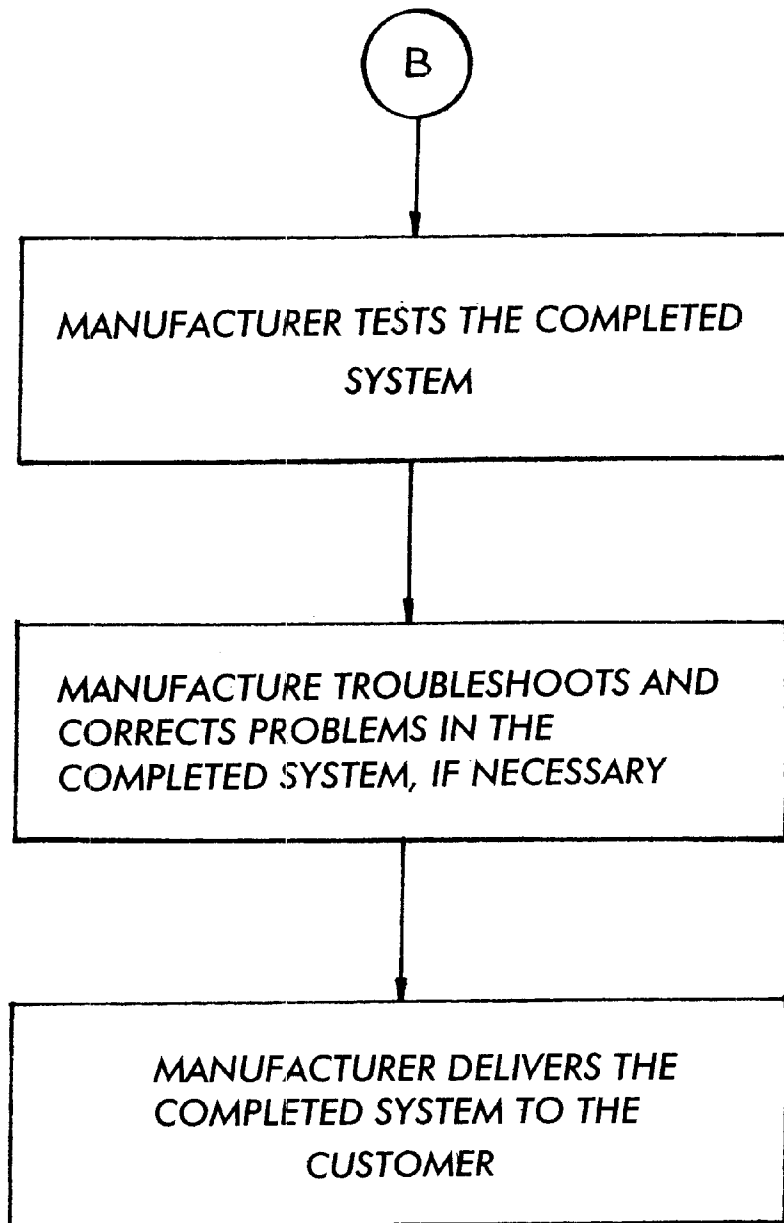 B
MANUFACTURER TESTS THE COMPLETED
SYSTEM
MANUFACTURE TROUBLESHOOTS AND
CORRECTS PROBLEMS IN THE
COMPLETED SYSTEM, IF NECESSARY
MANUFACTURER DELIVERS THE
COMPLETED SYSTEM TO THE
CUSTOMER